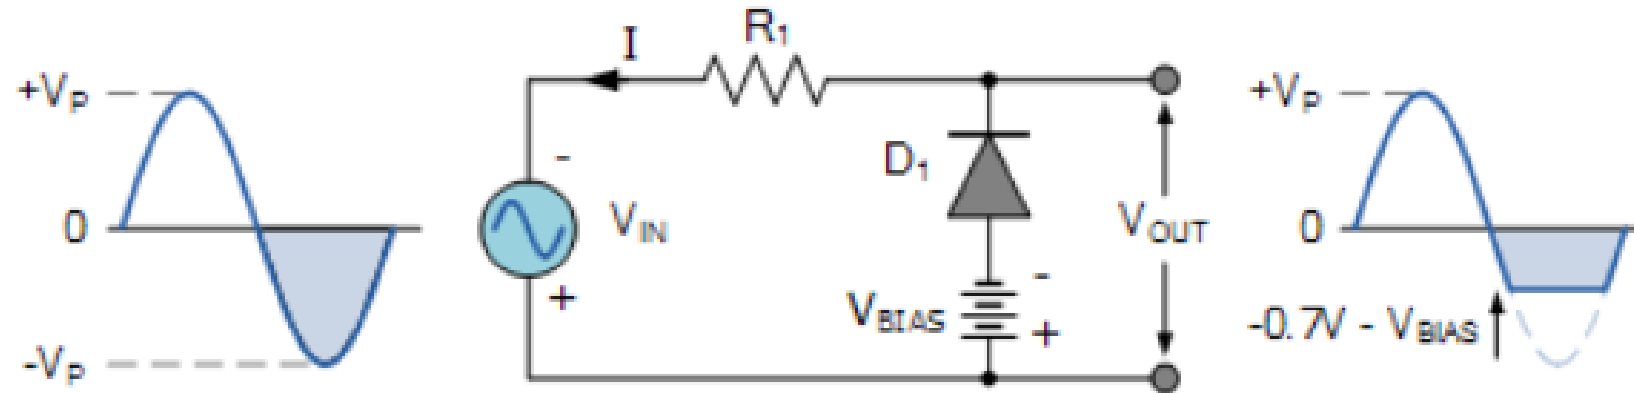 +VP
0
-VP
I
R1
-
VIN
+
D1
VBIAS
-
+
VOUT
+VP
0
-0.7V - VBIAS